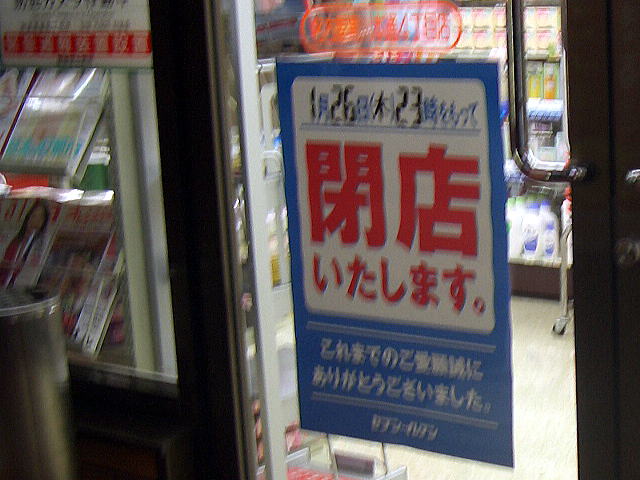 1月26日(木)23時をもって
閉店
いたします。
これまでのご愛顧誠に
ありがとうございました。
セブン-イレブン